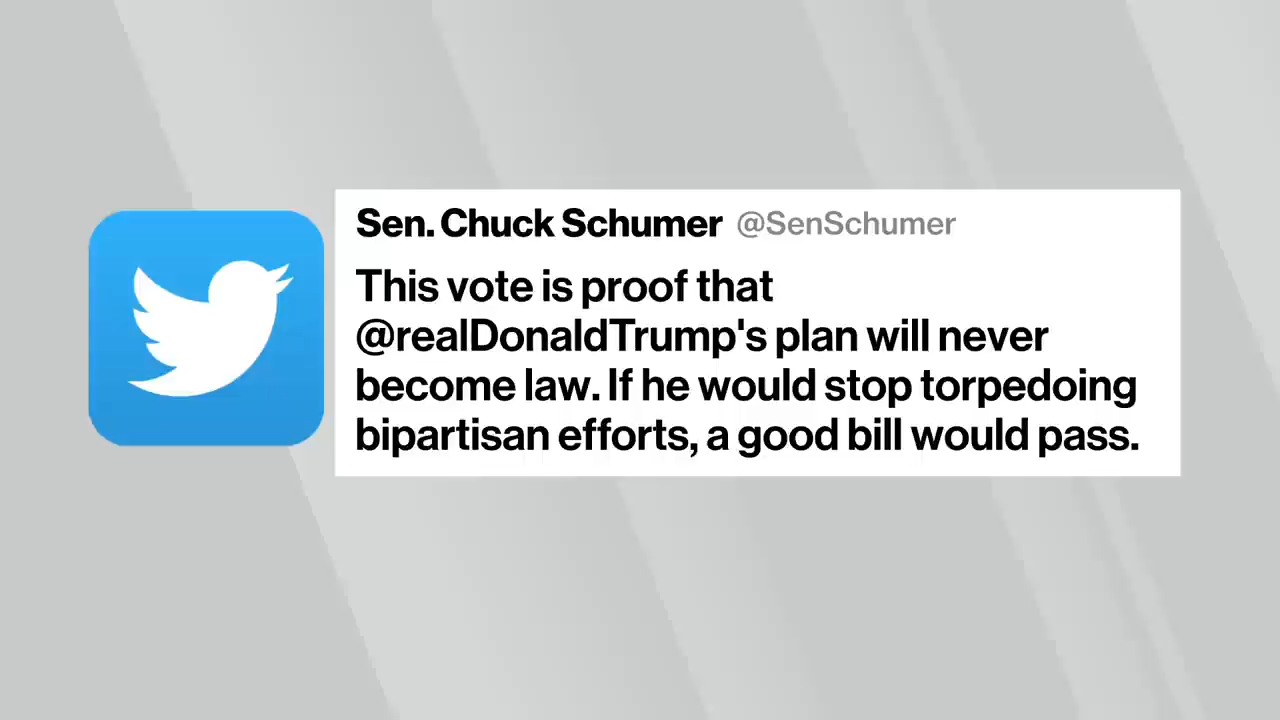 Sen. Chuck Schumer @SenSchumer
This vote is proof that
@realDonaldTrump's plan will never
become law. If he would stop torpedoing
bipartisan efforts, a good bill would pass.